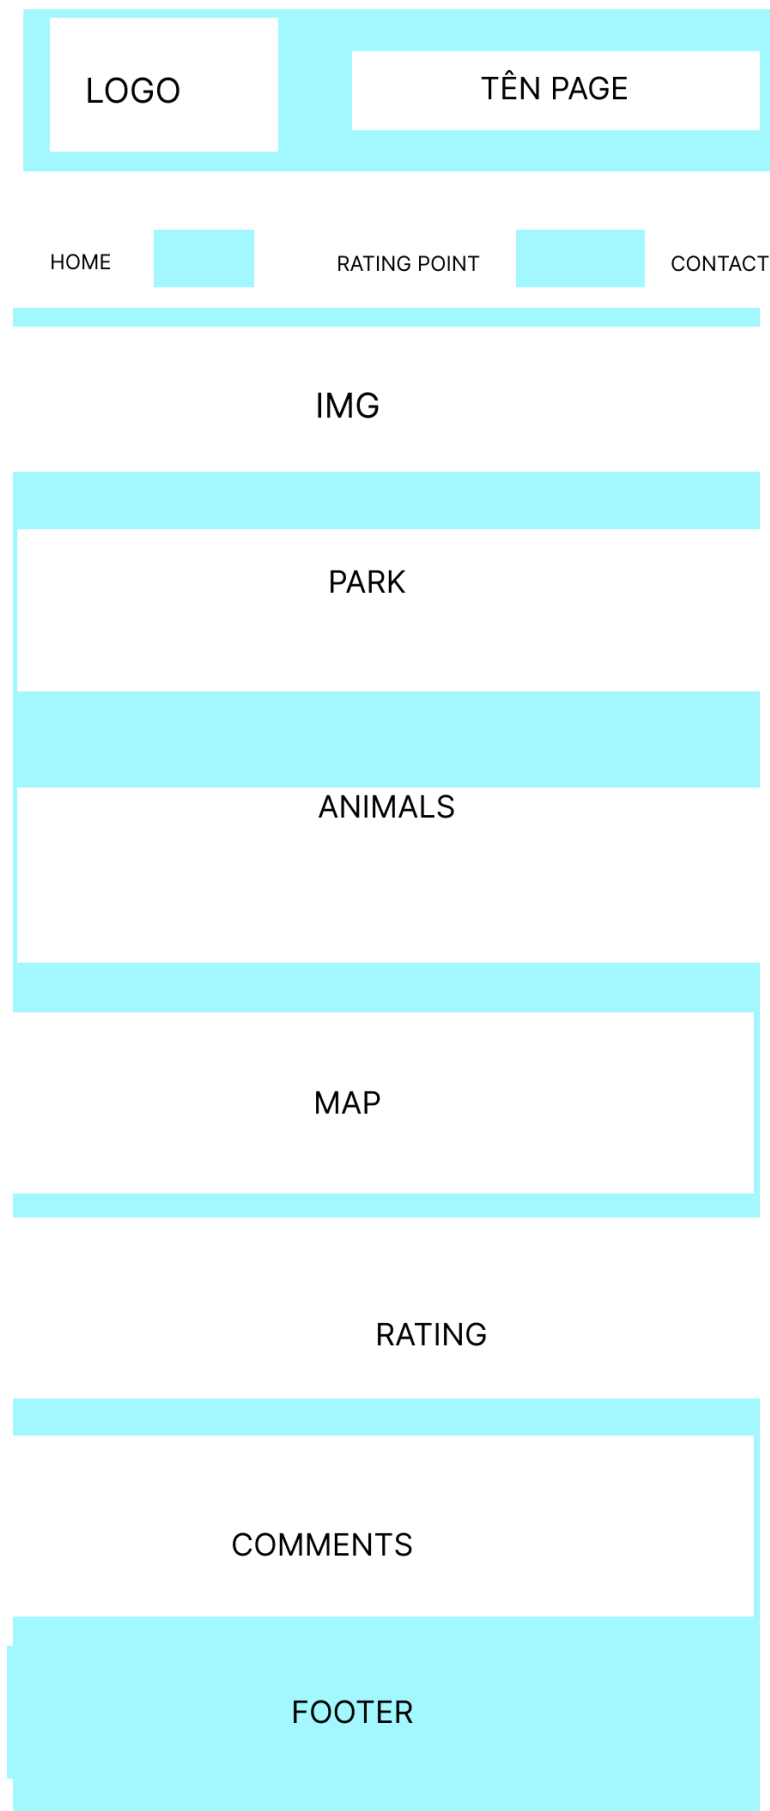 LOGO
TÊN PAGE
HOME
RATING POINT
CONTACT
IMG
PARK
ANIMALS
MAP
RATING
COMMENTS
FOOTER